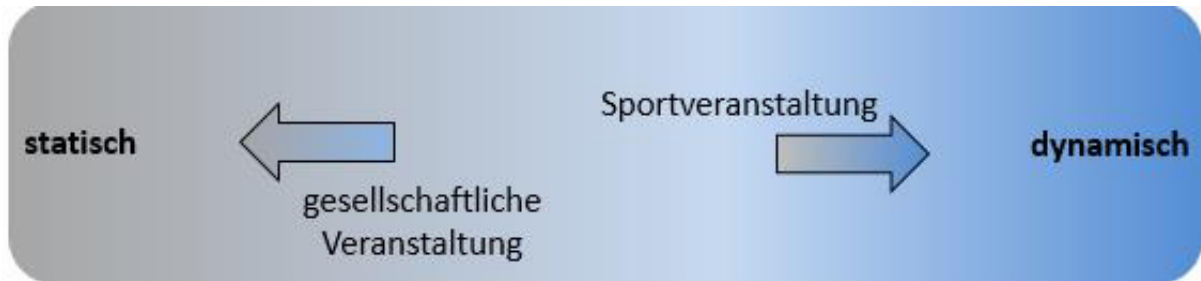 Sportveranstaltung
statisch
dynamisch
gesellschaftliche
Veranstaltung